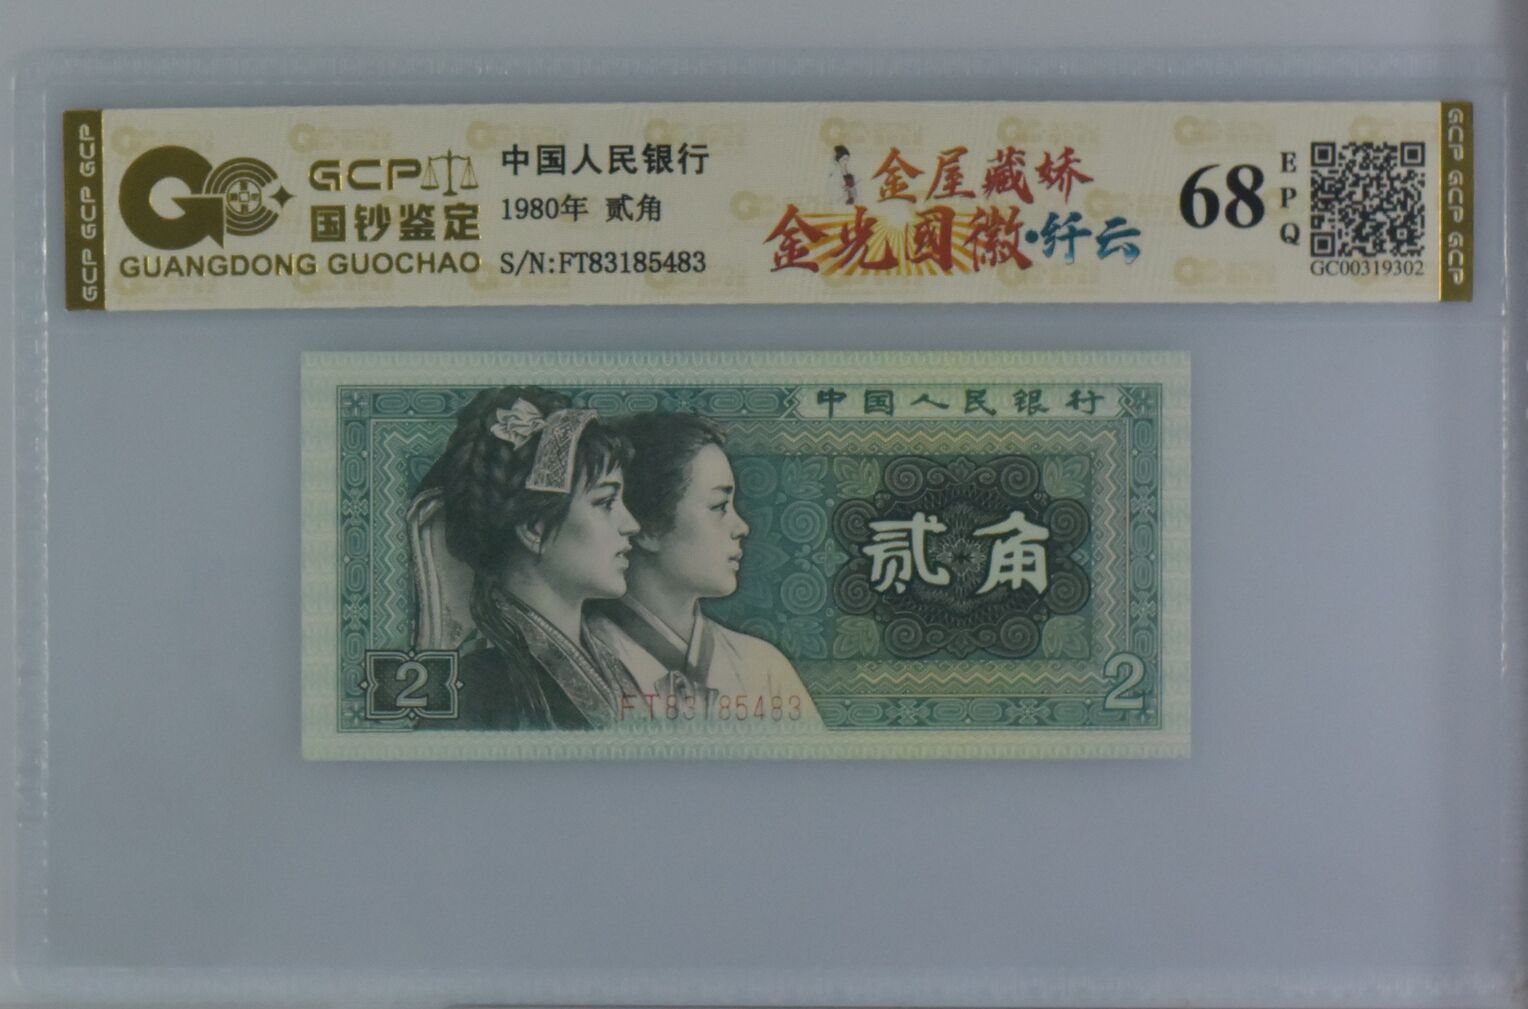 GCP GCP GCP
GCP
国钞鉴定
GUANGDONG GUOCHAO
中国人民银行
1980年 贰角
S/N:FT83185483
金屋藏娇
金光國徽·纤云
68
EPQ
GC00319302
GCP GCP GCP
中国人民银行
贰角
2
2
FT83185483